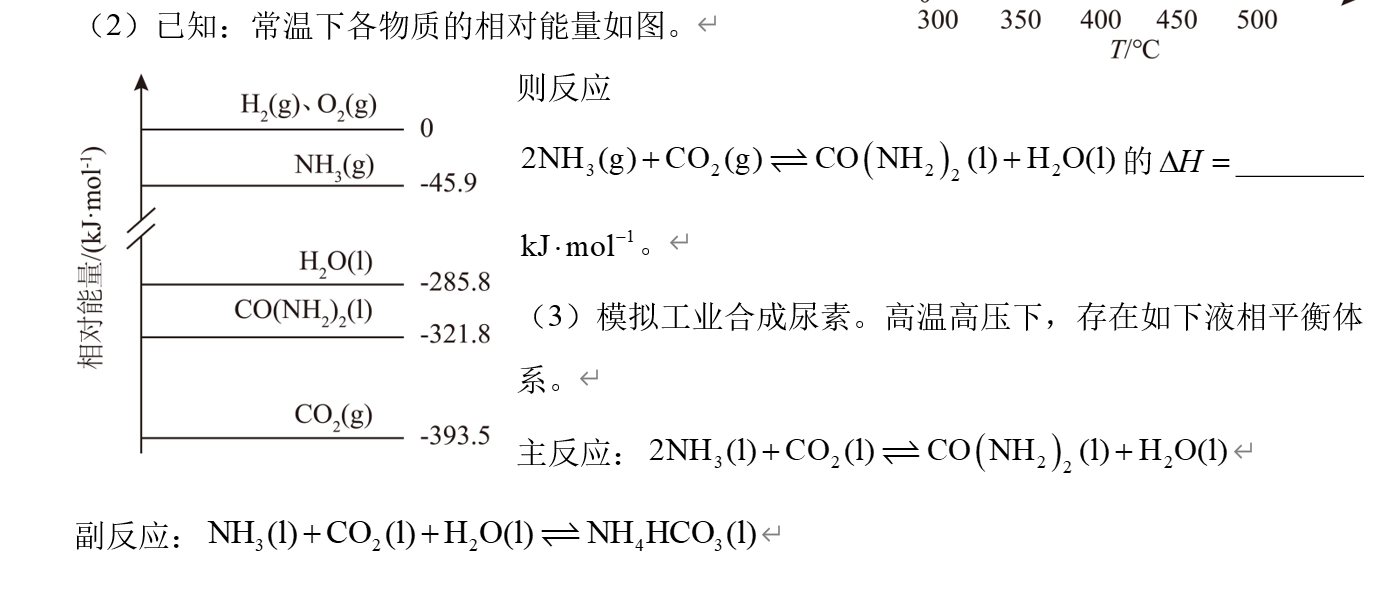 （2）已知：常温下各物质的相对能量如图。↵
300 350 400 450 500
T/℃
相对能量/(kJ·mol⁻¹)
H₂(g)、O₂(g) 0
NH₃(g) -45.9
H₂O(l) -285.8
CO(NH₂)₂(l) -321.8
CO₂(g) -393.5
则反应
2NH₃(g)+CO₂(g)⇌CO(NH₂)₂(l)+H₂O(l)的ΔH=________
kJ·mol⁻¹。↵
（3）模拟工业合成尿素。高温高压下，存在如下液相平衡体
系。↵
主反应：2NH₃(l)+CO₂(l)⇌CO(NH₂)₂(l)+H₂O(l)↵
副反应：NH₃(l)+CO₂(l)+H₂O(l)⇌NH₄HCO₃(l)↵